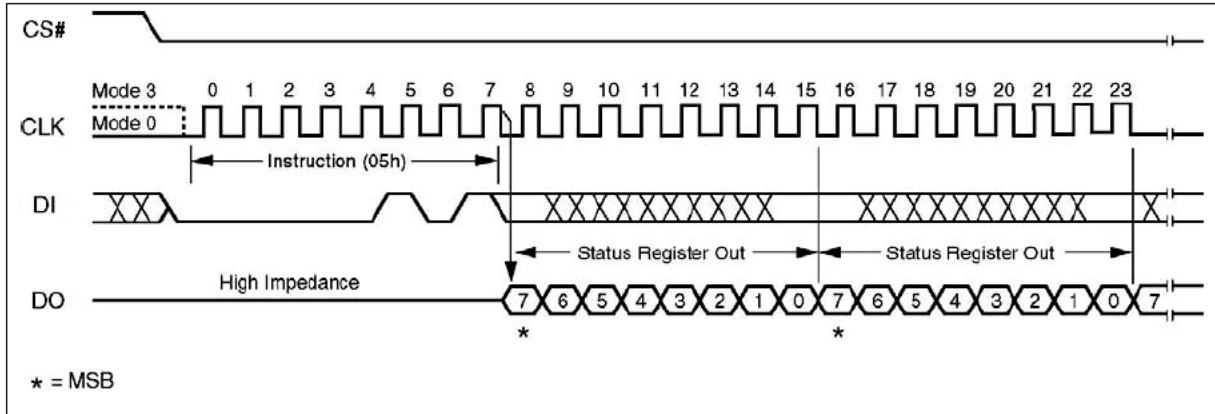 CS#
Mode 3 0 1 2 3 4 5 6 7 8 9 10 11 12 13 14 15 16 17 18 19 20 21 22 23
CLK Mode 0
Instruction (05h)
DI
Status Register Out Status Register Out
High Impedance
DO 7 6 5 4 3 2 1 0 7 6 5 4 3 2 1 0 7
* *
* = MSB